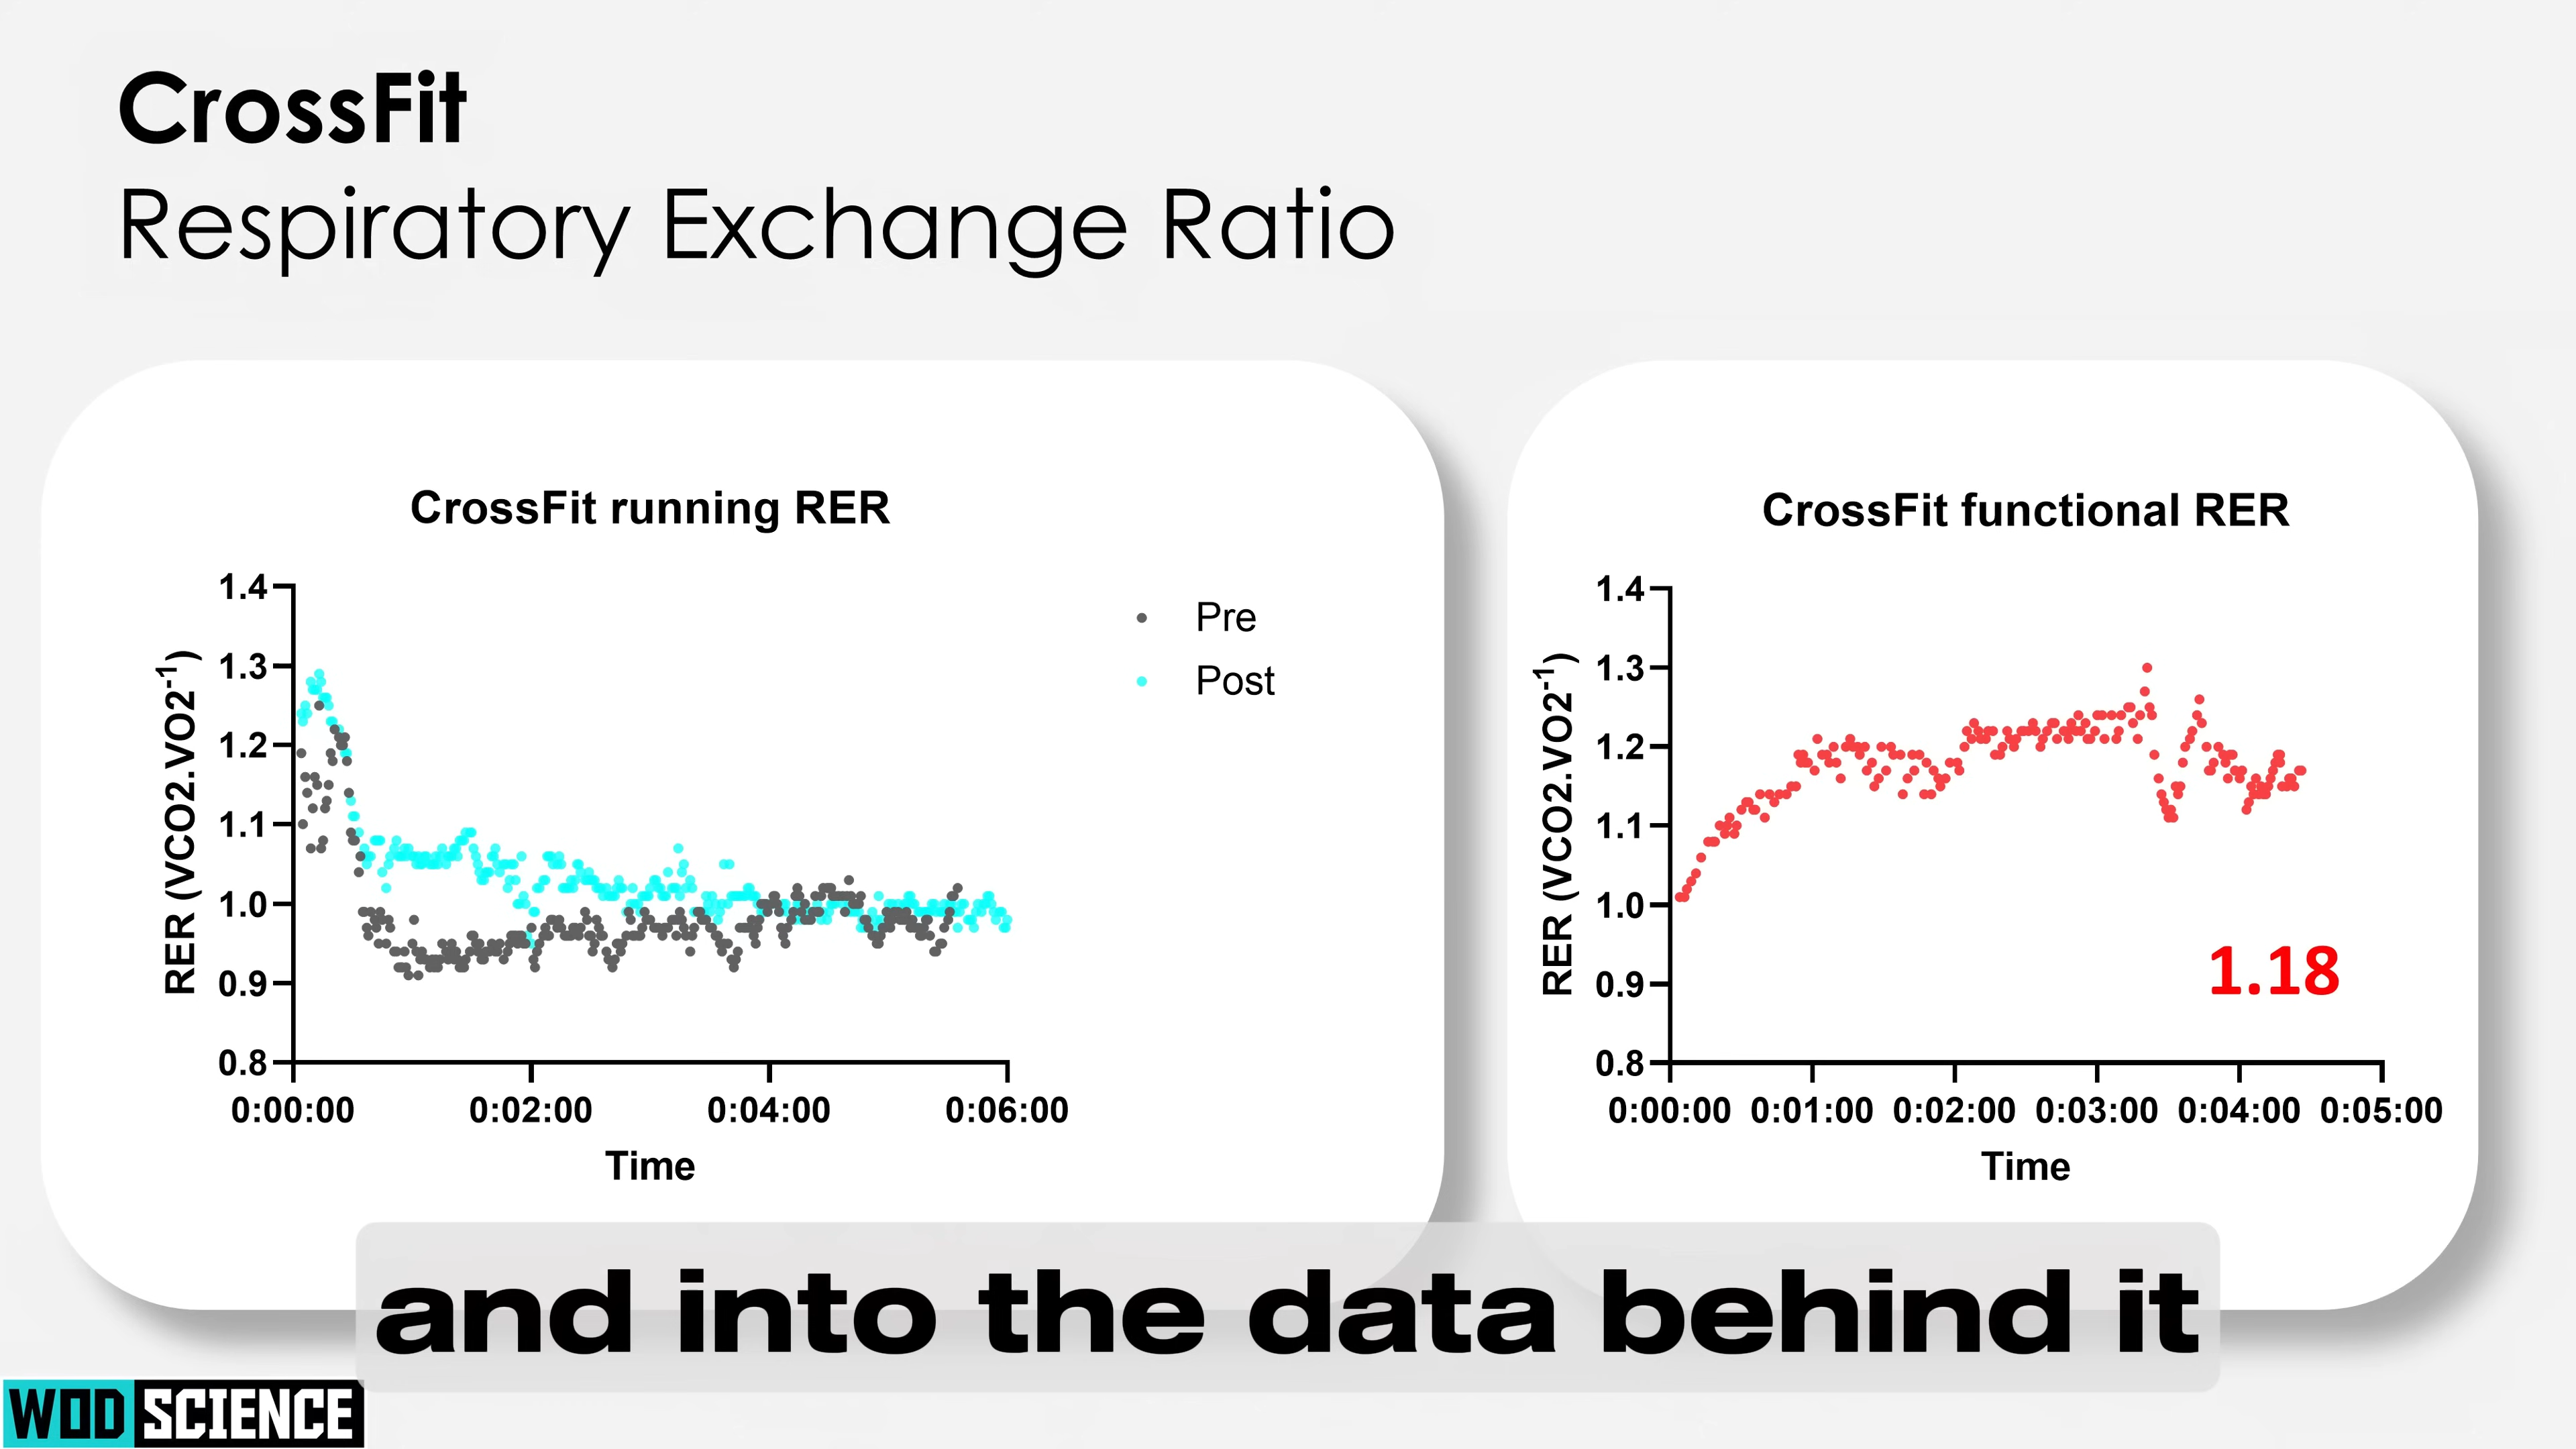 CrossFit
Respiratory Exchange Ratio
CrossFit running RER
1.4
1.3
1.2
1.1
1.0
0.9
0.8
RER (VCO2.VO2-1)
0:00:00 0:02:00 0:04:00 0:06:00
Time
Pre
Post
CrossFit functional RER
1.4
1.3
1.2
1.1
1.0
0.9
0.8
RER (VCO2.VO2-1)
1.18
0:00:00 0:01:00 0:02:00 0:03:00 0:04:00 0:05:00
Time
and into the data behind it
WOD SCIENCE